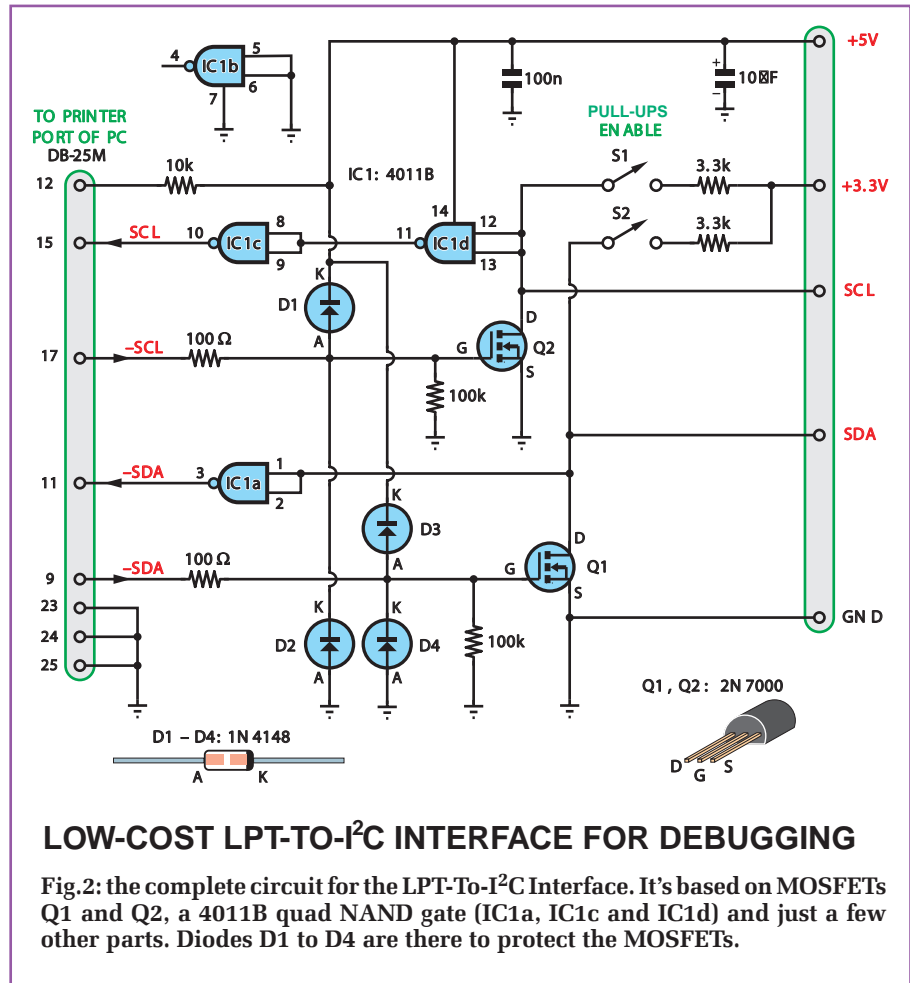 +5V
4
IC1b
5
6
7
100n
+
–
10F
TO PRINTER
PORT OF PC
DB-25M
PULL-UPS
EN ABLE
12
10k
IC1: 4011B
S1
3.3k
+3.3V
14
15
SCL
10
IC1c
8
9
11
IC1d
12
13
S2
3.3k
K
D1
A
SCL
17
–SCL
100 Ω
D
G
Q2
S
100k
SDA
11
–SDA
3
IC1a
1
2
K
D3
A
9
–SDA
100 Ω
D
G
Q1
S
23
24
25
K
D2
A
K
D4
A
100k
GN D
Q1 , Q2 : 2N 7000
D G S
D1 – D4: 1N 4148
A K
LOW-COST LPT-TO-I²C INTERFACE FOR DEBUGGING
Fig.2: the complete circuit for the LPT-To-I²C Interface. It's based on MOSFETs
Q1 and Q2, a 4011B quad NAND gate (IC1a, IC1c and IC1d) and just a few
other parts. Diodes D1 to D4 are there to protect the MOSFETs.